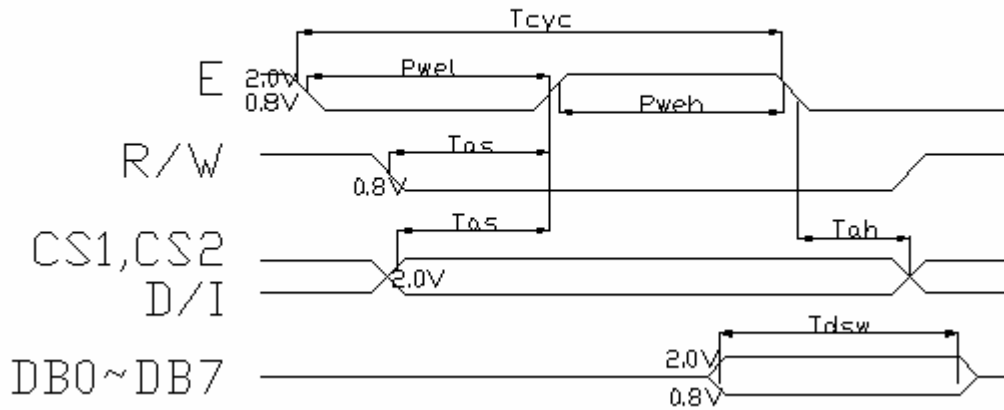 Tcyc
E
2.0V
Pwel
0.8V
Pweh
R/W
Tas
0.8V
Tas
Tah
CS1,CS2
2.0V
D/I
Tdsw
2.0V
DB0~DB7
0.8V